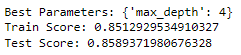 Best Parameters: {'max_depth': 4}
Train Score: 0.8512929534910327
Test Score: 0.8589371980676328